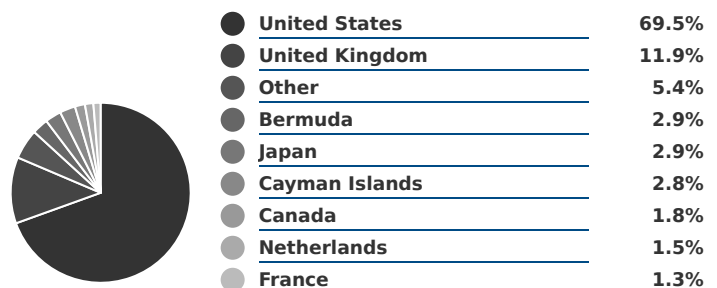 United States 69.5%
United Kingdom 11.9%
Other 5.4%
Bermuda 2.9%
Japan 2.9%
Cayman Islands 2.8%
Canada 1.8%
Netherlands 1.5%
France 1.3%